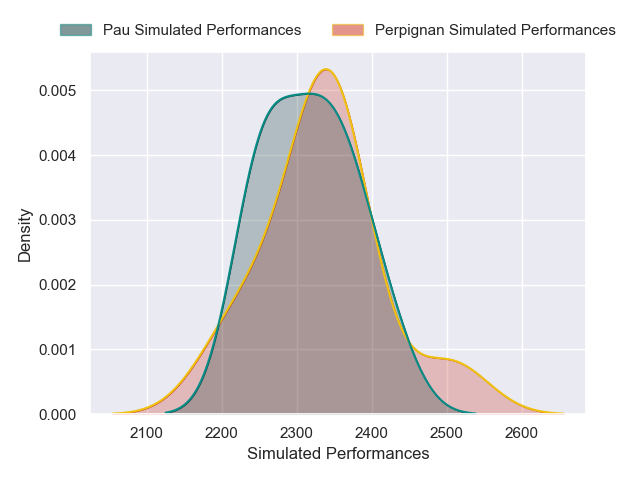 Pau Simulated Performances Perpignan Simulated Performances
0.005
0.004
0.003
0.002
0.001
0.000
Density
2100 2200 2300 2400 2500 2600
Simulated Performances